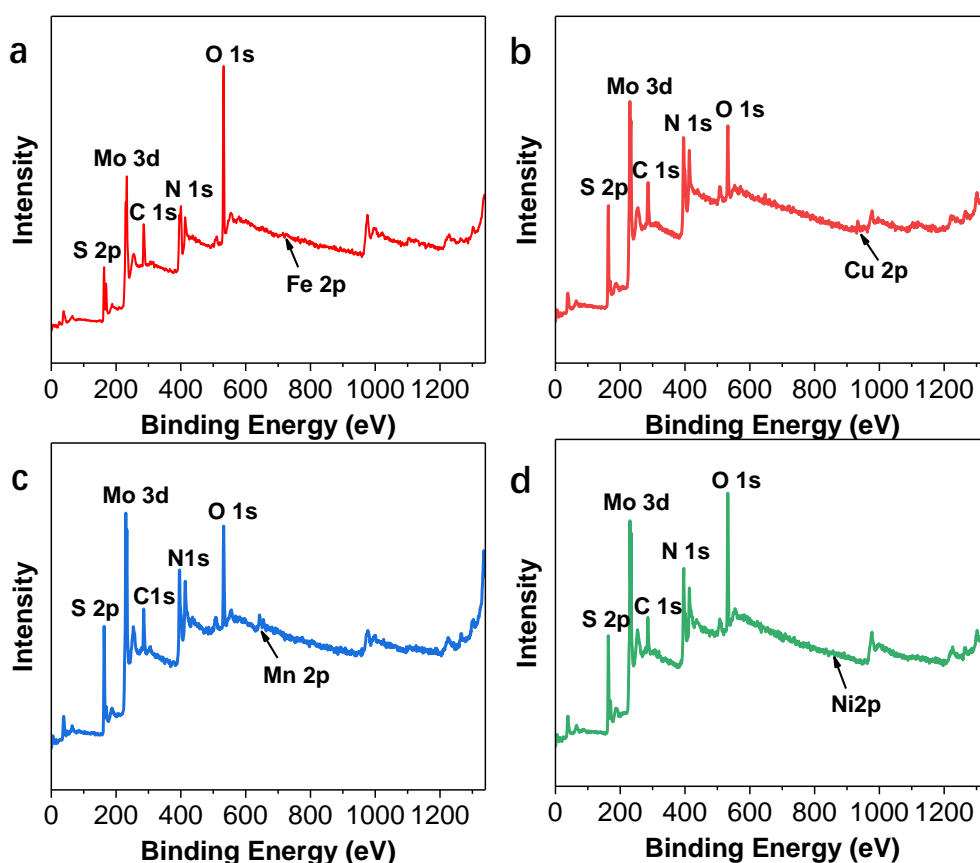 a
O 1s
Mo 3d
N 1s
C 1s
S 2p
Fe 2p
Intensity
0 200 400 600 800 1000 1200
Binding Energy (eV)
b
Mo 3d
N 1s
O 1s
C 1s
S 2p
Cu 2p
Intensity
0 200 400 600 800 1000 1200
Binding Energy (eV)
c
Mo 3d
O 1s
N1s
S 2p
C1s
Mn 2p
Intensity
0 200 400 600 800 1000 1200
Binding Energy (eV)
d
O 1s
Mo 3d
N 1s
C 1s
S 2p
Ni2p
Intensity
0 200 400 600 800 1000 1200
Binding Energy (eV)